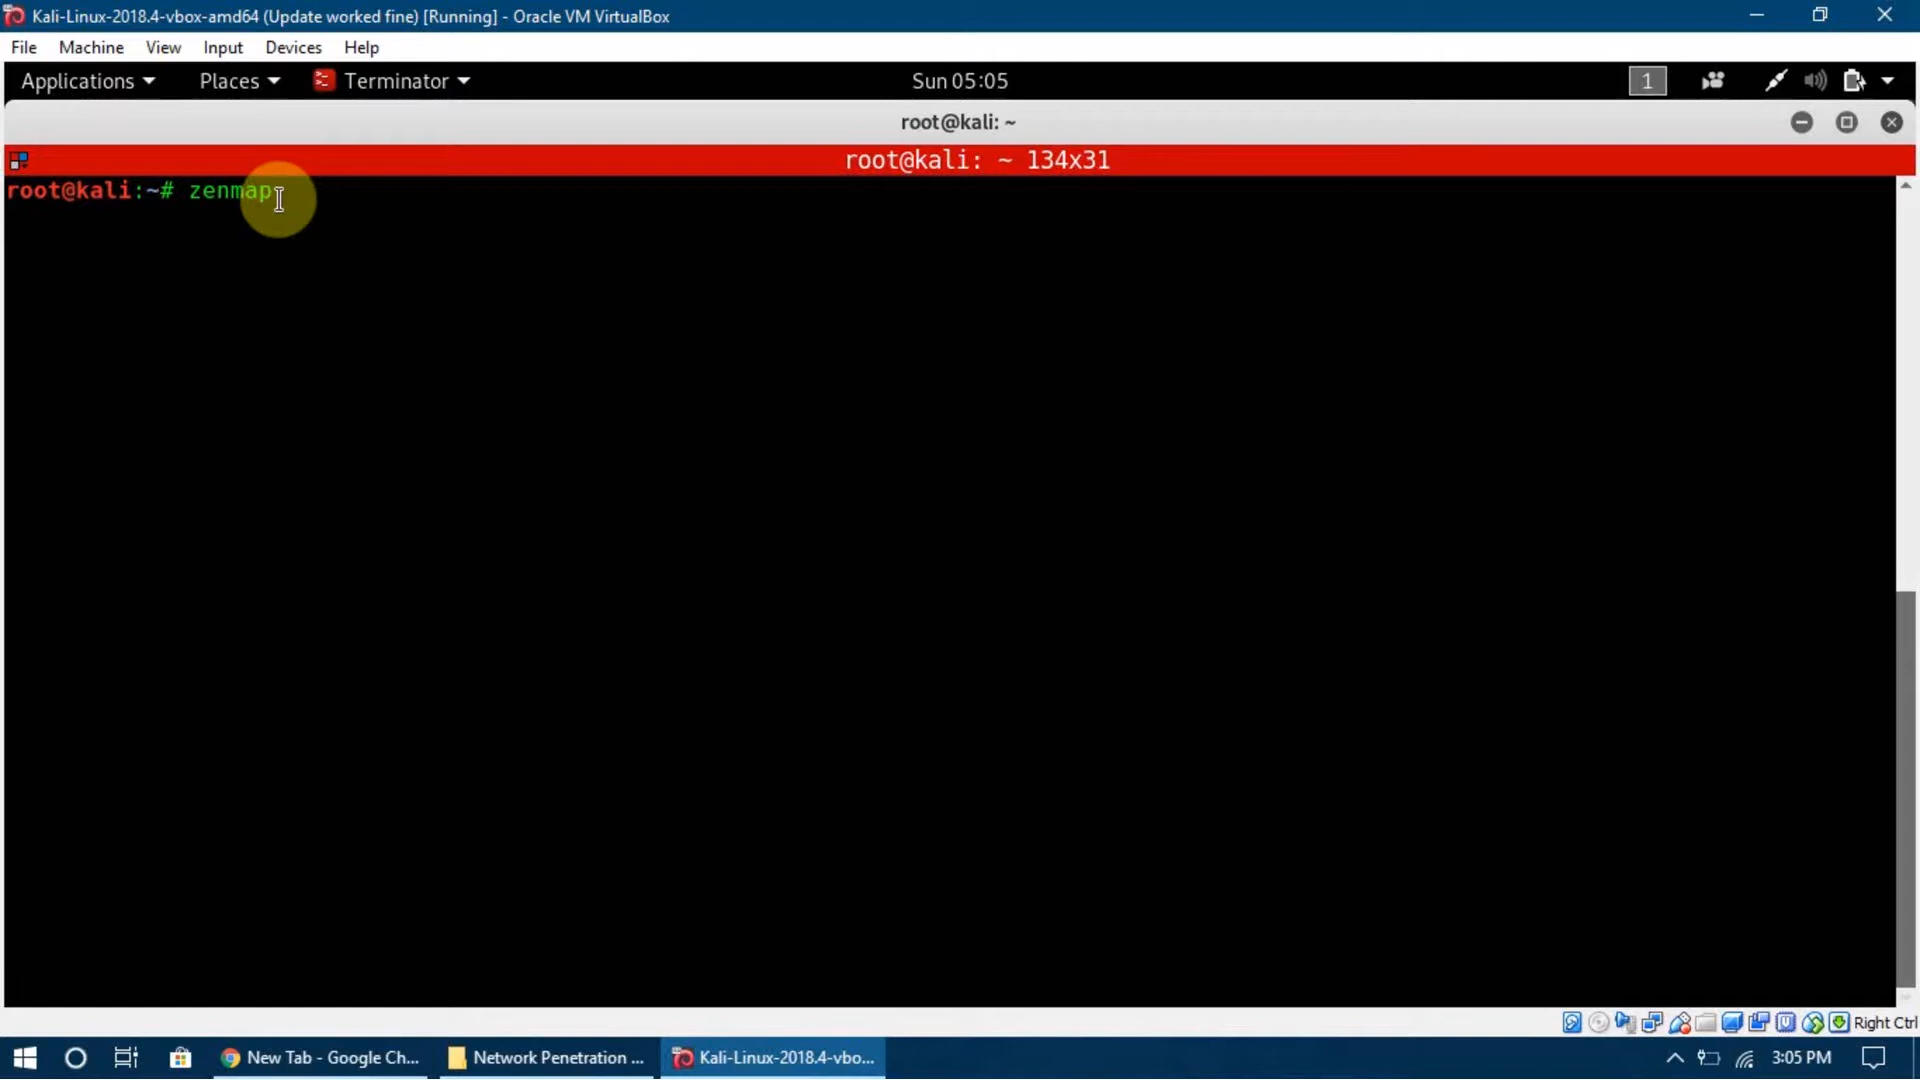 Kali-Linux-2018.4-vbox-amd64 (Update worked fine) [Running] - Oracle VM VirtualBox
File Machine View Input Devices Help
Applications Places Terminator Sun 05:05 1
root@kali: ~
root@kali: ~ 134x31
root@kali:~# zenmap
Right Ctrl
New Tab - Google Ch... Network Penetration ... Kali-Linux-2018.4-vbo... 3:05 PM